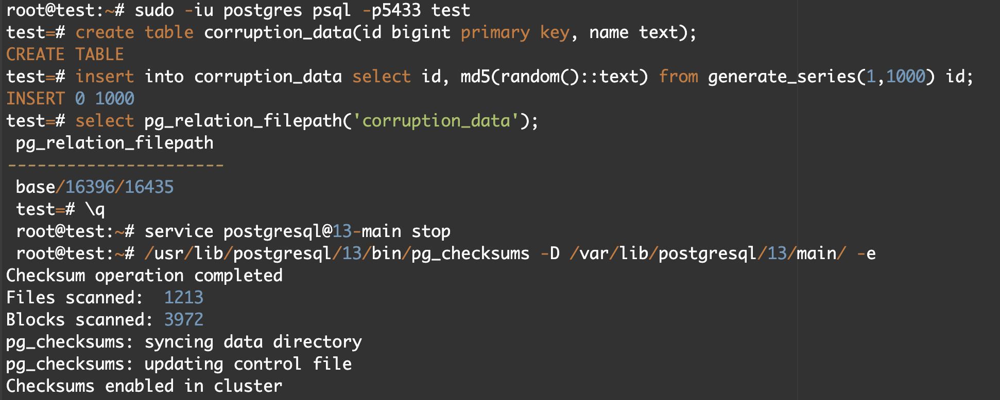 root@test:~# sudo -iu postgres psql -p5433 test
test=# create table corruption_data(id bigint primary key, name text);
CREATE TABLE
test=# insert into corruption_data select id, md5(random()::text) from generate_series(1,1000) id;
INSERT 0 1000
test=# select pg_relation_filepath('corruption_data');
 pg_relation_filepath
----------------------
 base/16396/16435
 test=# \q
 root@test:~# service postgresql@13-main stop
 root@test:~# /usr/lib/postgresql/13/bin/pg_checksums -D /var/lib/postgresql/13/main/ -e
Checksum operation completed
Files scanned:  1213
Blocks scanned: 3972
pg_checksums: syncing data directory
pg_checksums: updating control file
Checksums enabled in cluster